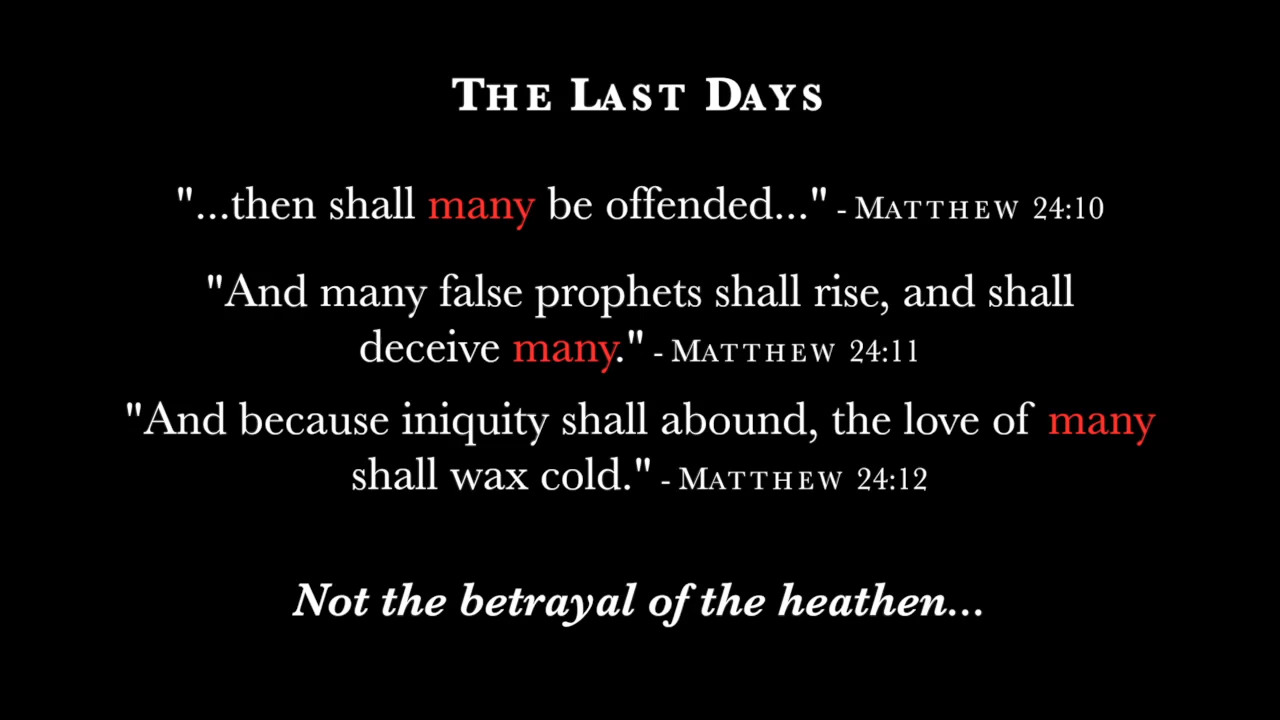 The Last Days
"...then shall many be offended..." - Matthew 24:10
"And many false prophets shall rise, and shall
deceive many." - Matthew 24:11
"And because iniquity shall abound, the love of many
shall wax cold." - Matthew 24:12
Not the betrayal of the heathen...